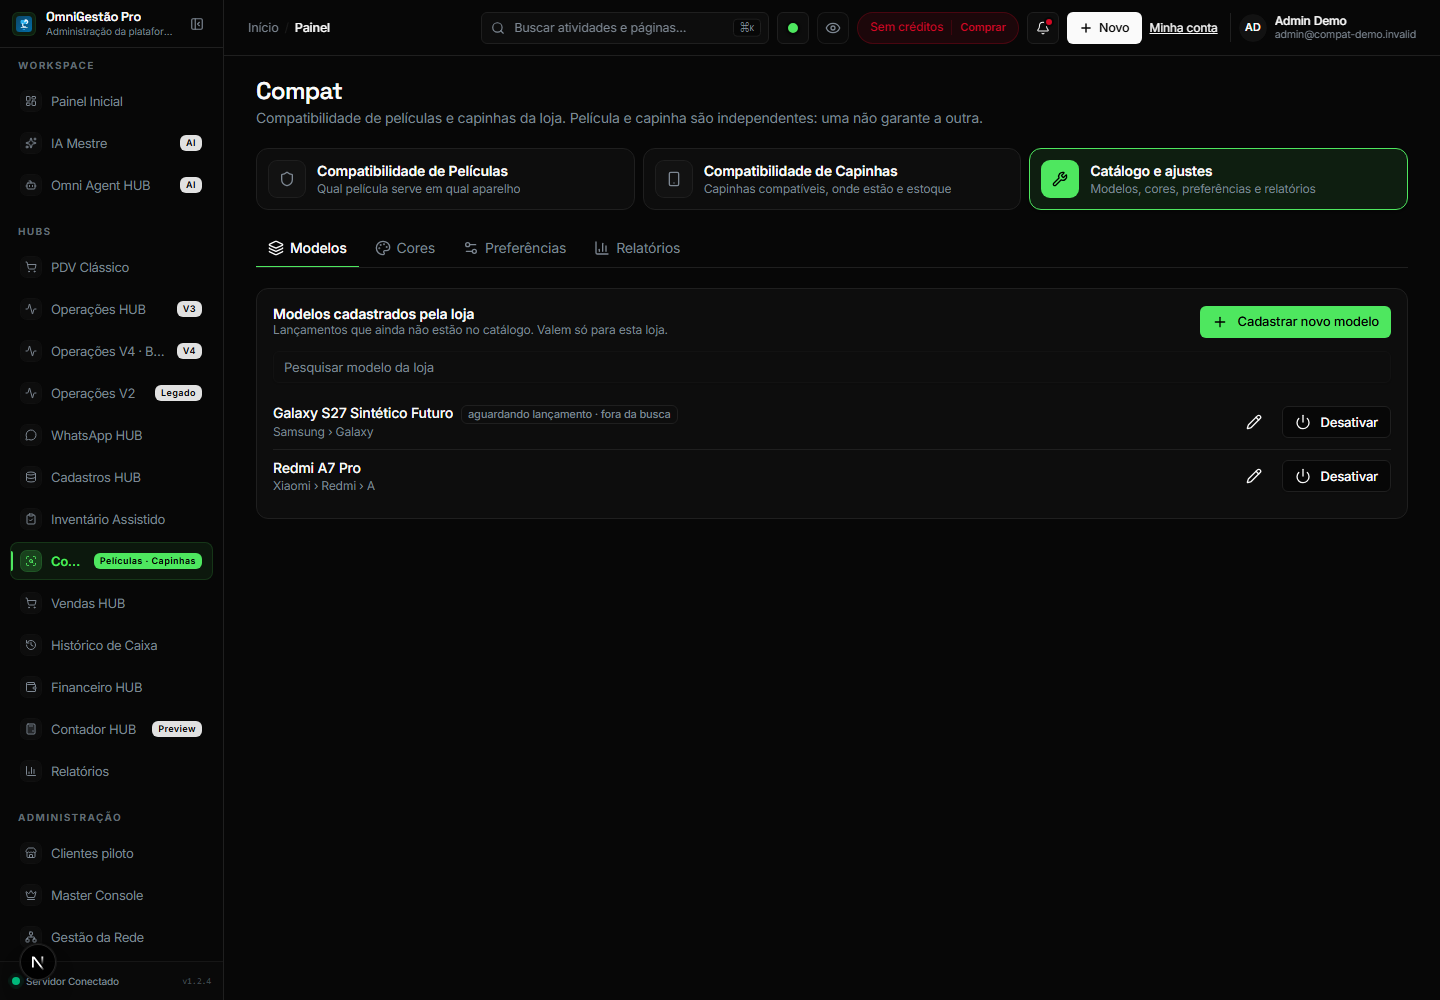 OmniGestão Pro
Administração da platafor...
WORKSPACE
Painel Inicial
IA Mestre
AI
Omni Agent HUB
AI
HUBS
PDV Clássico
Operações HUB
V3
Operações V4 · B...
V4
Operações V2
Legado
WhatsApp HUB
Cadastros HUB
Inventário Assistido
Co...
Películas · Capinhas
Vendas HUB
Histórico de Caixa
Financeiro HUB
Contador HUB
Preview
Relatórios
ADMINISTRAÇÃO
Clientes piloto
Master Console
Gestão da Rede
N
Servidor Conectado
v1.2.4
Início / Painel
Buscar atividades e páginas...
⌘K
Sem créditos
Comprar
Novo
Minha conta
AD
Admin Demo
admin@compat-demo.invalid
Compat
Compatibilidade de películas e capinhas da loja. Película e capinha são independentes: uma não garante a outra.
Compatibilidade de Películas
Qual película serve em qual aparelho
Compatibilidade de Capinhas
Capinhas compatíveis, onde estão e estoque
Catálogo e ajustes
Modelos, cores, preferências e relatórios
Modelos
Cores
Preferências
Relatórios
Modelos cadastrados pela loja
Lançamentos que ainda não estão no catálogo. Valem só para esta loja.
Cadastrar novo modelo
Pesquisar modelo da loja
Galaxy S27 Sintético Futuro
aguardando lançamento · fora da busca
Samsung › Galaxy
Desativar
Redmi A7 Pro
Xiaomi › Redmi › A
Desativar